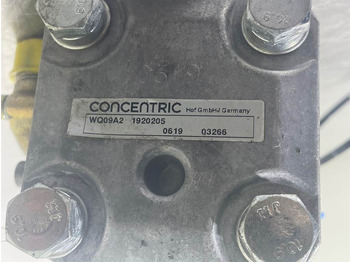 CONCENTRIC Hof GmbH Germany
WQ09A2 1920205
0619 03266